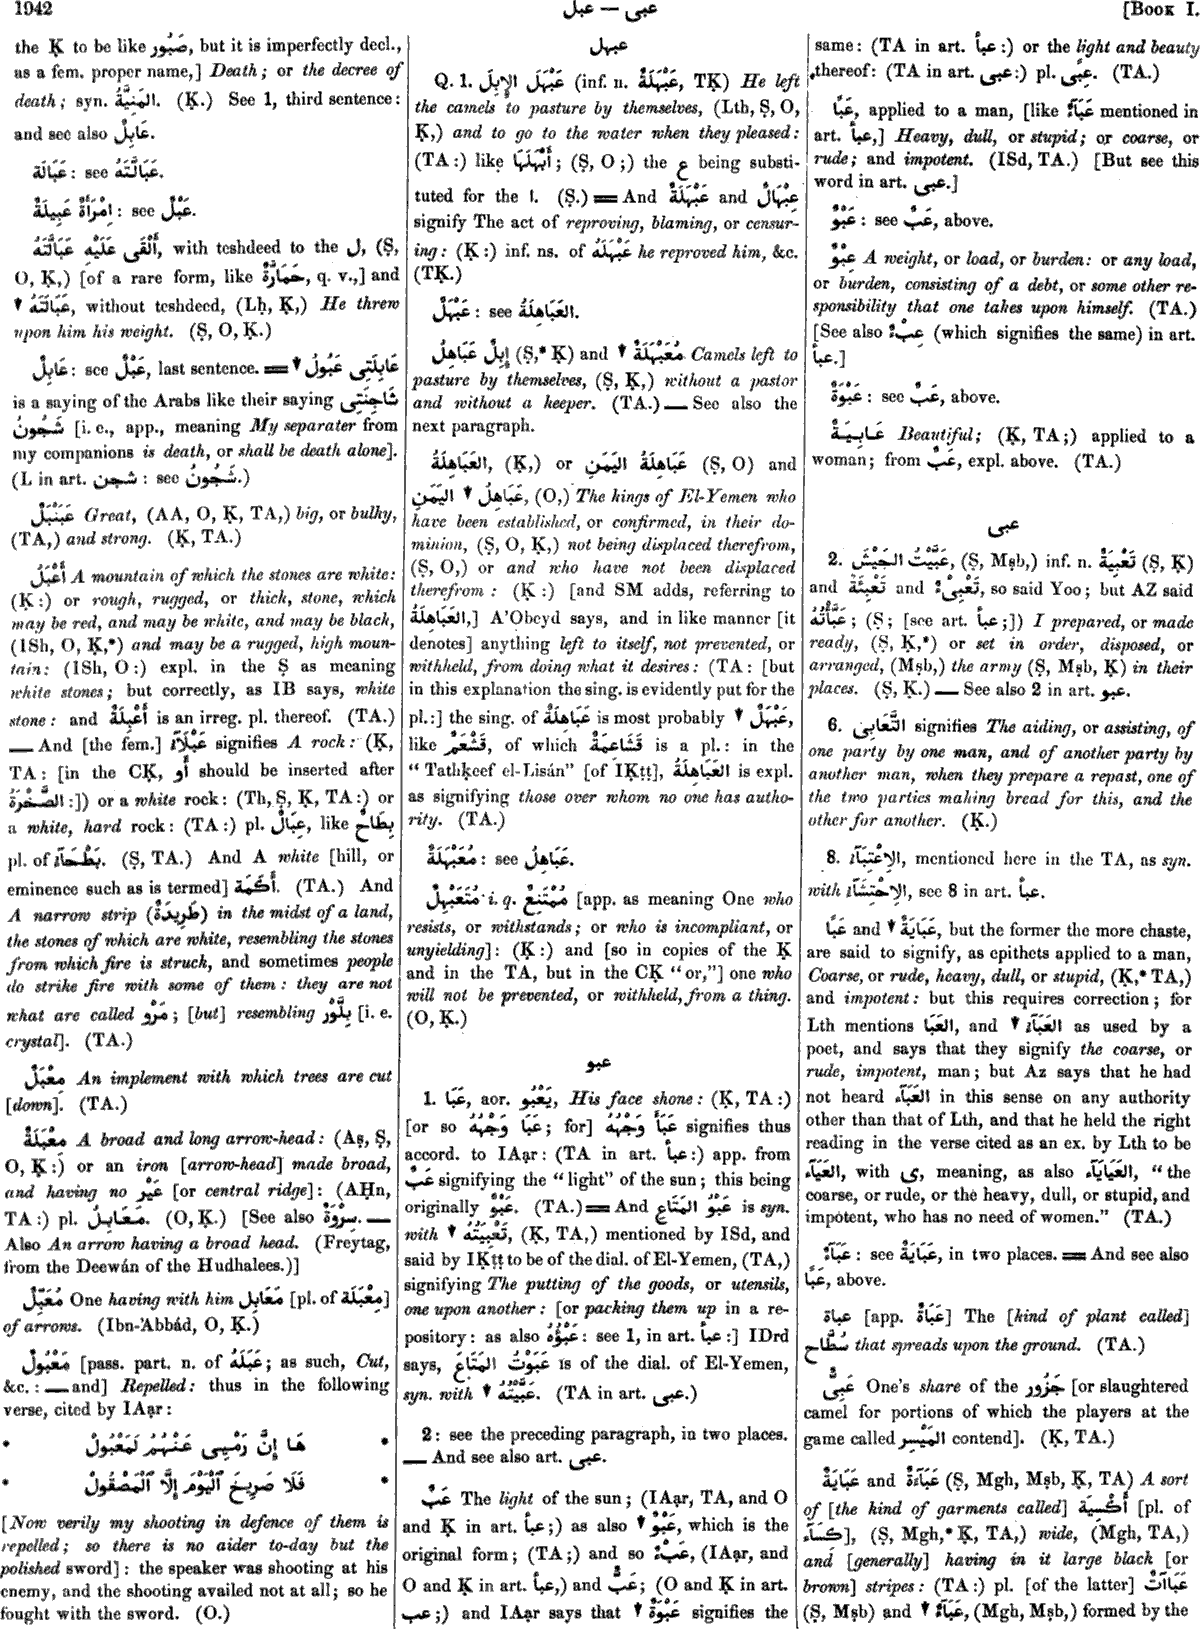 1942
عبل — عبى
[BOOK I.
the Ḳ to be like صَبُور, but it is imperfectly decl.,
as a fem. proper name,] Death; or the decree of
death; syn. المَنِيَّةُ. (Ḳ.) See 1, third sentence:
and see also عَابِلٌ.
عَبَالَة: see عَبَالَّتَهُ.
اِمْرَأَةٌ عَبِيلَةٌ: see عَبْلٌ.
أَلْقَى عَلَيْهِ عَبَالَّتَهُ, with teshdeed to the ل, (Ṣ,
O, Ḳ,) [of a rare form, like حَمَارَّةٌ, q. v.,] and
▼ عَبَالَتَهُ, without teshdeed, (Lḥ, Ḳ,) He threw
upon him his weight. (Ṣ, O, Ḳ.)
عَابِلٌ: see عَبْلٌ, last sentence. ═ ▼ عَابِلَتِى عَبُولُ
is a saying of the Arabs like their saying شَاجِنَتِى
شَجُونُ [i. e., app., meaning My separater from
my companions is death, or shall be death alone].
(L in art. شجن: see شَجُونُ.)
عَبَنْبَلٌ Great, (AA, O, Ḳ, TA,) big, or bulky,
(TA,) and strong. (Ḳ, TA.)
أَعْبَلُ A mountain of which the stones are white:
(Ḳ:) or rough, rugged, or thick, stone, which
may be red, and may be white, and may be black,
(ISh, O, Ḳ,*) and may be a rugged, high moun-
tain: (ISh, O:) expl. in the Ṣ as meaning
white stones; but correctly, as IB says, white
stone: and أَعْبِلَةٌ is an irreg. pl. thereof. (TA.)
— And [the fem.] عَبْلَآءُ signifies A rock: (Ḳ,
TA: [in the CḲ, أَو should be inserted after
الصَّخْرَةُ:]) or a white rock: (Th, Ṣ, Ḳ, TA:) or
a white, hard rock: (TA:) pl. عِبَالٌ, like بِطَاحٌ
pl. of بَطْحَآءُ. (Ṣ, TA.) And A white [hill, or
eminence such as is termed] أَكَمَة. (TA.) And
A narrow strip (طَرِيدَةٌ) in the midst of a land,
the stones of which are white, resembling the stones
from which fire is struck, and sometimes people
do strike fire with some of them: they are not
what are called مَرْو; [but] resembling بِلَّوْر [i. e.
crystal]. (TA.)
مِعْبَلٌ An implement with which trees are cut
[down]. (TA.)
مِعْبَلَةٌ A broad and long arrow-head: (Aṣ, Ṣ,
O, Ḳ:) or an iron [arrow-head] made broad,
and having no عَيْر [or central ridge]: (AḤn,
TA:) pl. مَعَابِلُ. (O, Ḳ.) [See also سِرْوَةٌ. —
Also An arrow having a broad head. (Freytag,
from the Deewán of the Hudhalees.)]
مُعَبِّلٌ One having with him مَعَابِل [pl. of مِعْبَلَة]
of arrows. (Ibn-'Abbád, O, Ḳ.)
مَعْبُولٌ [pass. part. n. of عَبَلَهُ; as such, Cut,
&c.: — and] Repelled: thus in the following
verse, cited by IAạr:
* هَا إِنَّ رَمْيِى عَنْهُمُ لَمَعْبُولْ *
* فَلَا صَرِيخَ ٱلْيَوْمَ إِلَّا ٱلْمَصْقُولْ *
[Now verily my shooting in defence of them is
repelled; so there is no aider to-day but the
polished sword]: the speaker was shooting at his
enemy, and the shooting availed not at all; so he
fought with the sword. (O.)
عبهل
Q. 1. عَبْهَلَ الإِبِلَ (inf. n. عَبْهَلَةٌ, TḲ) He left
the camels to pasture by themselves, (Lth, Ṣ, O,
Ḳ,) and to go to the water when they pleased:
(TA:) like أَبْهَلَهَا; (Ṣ, O;) the ع being substi-
tuted for the ا. (Ṣ.) ═ And عَبْهَلَةٌ and عِبْهَالٌ
signify The act of reproving, blaming, or censur-
ing: (Ḳ:) inf. ns. of عَبْهَلَهُ he reproved him, &c.
(TḲ.)
عَبْهَلٌ: see العَبَاهِلَةُ.
إِبِلٌ عَبَاهِلُ (Ṣ,* Ḳ) and ▼ مُعَبْهَلَةٌ Camels left to
pasture by themselves, (Ṣ, Ḳ,) without a pastor
and without a keeper. (TA.) — See also the
next paragraph.
العَبَاهِلَةُ, (Ḳ,) or عَبَاهِلَةُ اليَمَنِ (Ṣ, O) and
▼ عَبَاهِلُ اليَمَنِ, (O,) The kings of El-Yemen who
have been established, or confirmed, in their do-
minion, (Ṣ, O, Ḳ,) not being displaced therefrom,
(Ṣ, O,) or and who have not been displaced
therefrom: (Ḳ:) [and SM adds, referring to
العَبَاهِلَةُ,] A'Obeyd says, and in like manner [it
denotes] anything left to itself, not prevented, or
withheld, from doing what it desires: (TA: [but
in this explanation the sing. is evidently put for the
pl.:] the sing. of عَبَاهِلَةٌ is most probably ▼ عَبْهَلٌ,
like قَشْعَمٌ, of which قَشَاعِمَةٌ is a pl.: in the
“ Tathḳeef el-Lisán” [of IḲṭṭ], العَبَاهِلَةُ is expl.
as signifying those over whom no one has autho-
rity. (TA.)
مُعَبْهَلَةٌ: see عَبَاهِلُ.
مُتَعَبْهِلٌ i. q. مُمْتَنِعٌ [app. as meaning One who
resists, or withstands; or who is incompliant, or
unyielding]: (Ḳ:) and [so in copies of the Ḳ
and in the TA, but in the CḲ “or,”] one who
will not be prevented, or withheld, from a thing.
(O, Ḳ.)
عبو
1. عَبَا, aor. يَعْبُو, His face shone: (Ḳ, TA:)
[or so عَبَا وَجْهُهُ; for] عَبَأَ وَجْهُهُ signifies thus
accord. to IAạr: (TA in art. عبأ:) app. from
عَبٌ signifying the “light” of the sun; this being
originally عَبْوٌ. (TA.) ═ And عَبْوُ المَتَاعِ is syn.
with ▼ تَعْبِيَتُهُ, (Ḳ, TA,) mentioned by ISd, and
said by IḲṭṭ to be of the dial. of El-Yemen, (TA,)
signifying The putting of the goods, or utensils,
one upon another: [or packing them up in a re-
pository: as also عَبْؤُهُ: see 1, in art. عبأ:] IDrd
says, عَبَوْتُ المَتَاعَ is of the dial. of El-Yemen,
syn. with ▼ عَبَّيْتُهُ. (TA in art. عبى.)
2: see the preceding paragraph, in two places.
— And see also art. عبى.
عَبٌ The light of the sun; (IAạr, TA, and O
and Ḳ in art. عبأ;) as also ▼ عَبْوٌ, which is the
original form; (TA;) and so عَبْءٌ, (IAạr, and
O and Ḳ in art. عبأ,) and عَبٌّ; (O and Ḳ in art.
عب;) and IAạr says that ▼ عَبْوَةٌ signifies the
same: (TA in art. عبأ:) or the light and beauty
thereof: (TA in art. عبى:) pl. عِبًى. (TA.)
عَبًا, applied to a man, [like عَبَآءٌ mentioned in
art. عبأ,] Heavy, dull, or stupid; or coarse, or
rude; and impotent. (ISd, TA.) [But see this
word in art. عبى.]
عَبْوٌ: see عَبٌ, above.
عِبْوٌ A weight, or load, or burden: or any load,
or burden, consisting of a debt, or some other re-
sponsibility that one takes upon himself. (TA.)
[See also عِبْءٌ (which signifies the same) in art.
عبأ.]
عَبْوَةٌ: see عَبٌ, above.
عَابِيَةٌ Beautiful; (Ḳ, TA;) applied to a
woman; from عَبٌ, expl. above. (TA.)
عبى
2. عَبَّيْتُ الجَيْشَ, (Ṣ, Mṣb,) inf. n. تَعْبِيَةٌ (Ṣ, Ḳ)
and تَعْبِئَةٌ and تَعْبِىْءٌ, so said Yoo; but AZ said
عَبَّأْتُهُ; (Ṣ; [see art. عبأ;]) I prepared, or made
ready, (Ṣ, Ḳ,*) or set in order, disposed, or
arranged, (Mṣb,) the army (Ṣ, Mṣb, Ḳ) in their
places. (Ṣ, Ḳ.) — See also 2 in art. عبو.
6. التَّعَابِى signifies The aiding, or assisting, of
one party by one man, and of another party by
another man, when they prepare a repast, one of
the two parties making bread for this, and the
other for another. (Ḳ.)
8. الاِعْتِبَآءُ, mentioned here in the TA, as syn.
with الاِحْتِشَآءُ, see 8 in art. عبأ.
عَبًا and ▼ عَبَايَةٌ, but the former the more chaste,
are said to signify, as epithets applied to a man,
Coarse, or rude, heavy, dull, or stupid, (Ḳ,* TA,)
and impotent: but this requires correction; for
Lth mentions العَبَا, and ▼ العَبَآءُ as used by a
poet, and says that they signify the coarse, or
rude, impotent, man; but Az says that he had
not heard العَبَآءُ in this sense on any authority
other than that of Lth, and that he held the right
reading in the verse cited as an ex. by Lth to be
العَيَآءُ, with ى, meaning, as also العَيَايَآءُ, “the
coarse, or rude, or the heavy, dull, or stupid, and
impotent, who has no need of women.” (TA.)
عَبَآءٌ: see عَبَايَةٌ, in two places. ═ And see also
عَبًا, above.
عباة [app. عَبَاةٌ] The [kind of plant called]
سُطَّاح that spreads upon the ground. (TA.)
عَبِىٌّ One's share of the جَزُور [or slaughtered
camel for portions of which the players at the
game called المَيْسِر contend]. (Ḳ, TA.)
عَبَايَةٌ and عَبَاءَةٌ (Ṣ, Mgh, Mṣb, Ḳ, TA) A sort
of [the kind of garments called] أَكْسِيَة [pl. of
كِسَآء], (Ṣ, Mgh,* Ḳ, TA,) wide, (Mgh, TA,)
and [generally] having in it large black [or
brown] stripes: (TA:) pl. [of the latter] عَبَاآتٌ
(Ṣ, Mṣb) and ▼ عَبَآءٌ, (Mgh, Mṣb,) formed by the